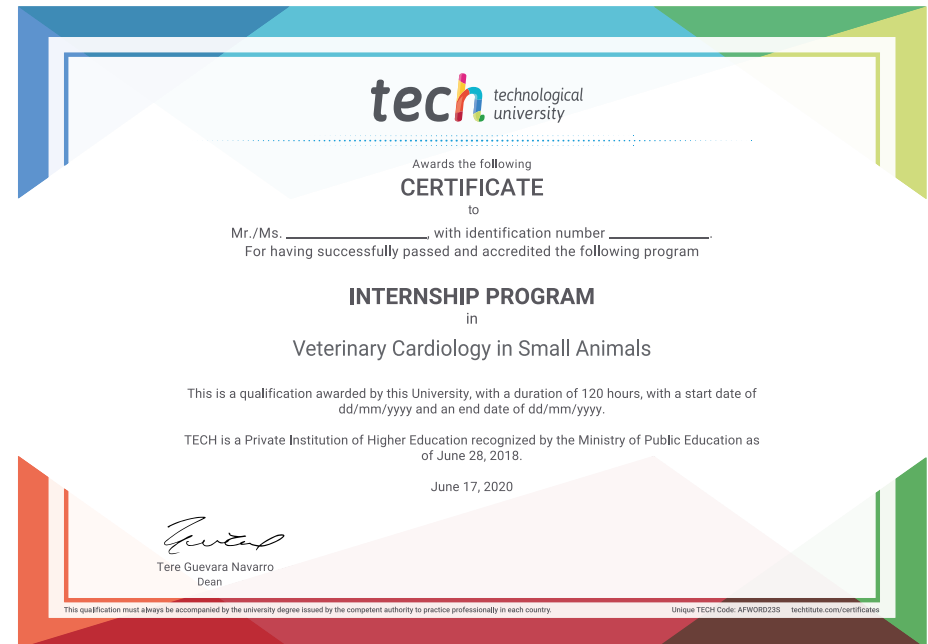 tech technological
university
Awards the following
CERTIFICATE
to
Mr./Ms. ____________________, with identification number ______________.
For having successfully passed and accredited the following program
INTERNSHIP PROGRAM
in
Veterinary Cardiology in Small Animals
This is a qualification awarded by this University, with a duration of 120 hours, with a start date of
dd/mm/yyyy and an end date of dd/mm/yyyy.
TECH is a Private Institution of Higher Education recognized by the Ministry of Public Education as
of June 28, 2018.
June 17, 2020
Tere Guevara Navarro
Dean
This qualification must always be accompanied by the university degree issued by the competent authority to practice professionally in each country. Unique TECH Code: AFWORD23S techtitute.com/certificates